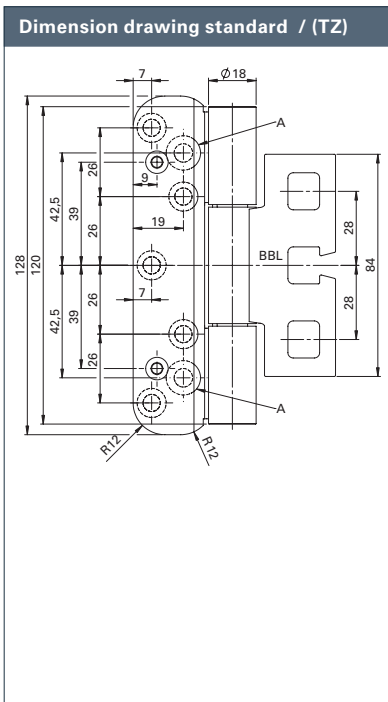 Dimension drawing standard / (TZ)
7
Ø18
A
26
9
42,5
39
26
19
28
128
120
BBL
84
7
28
26
42,5
39
26
A
R12
R12